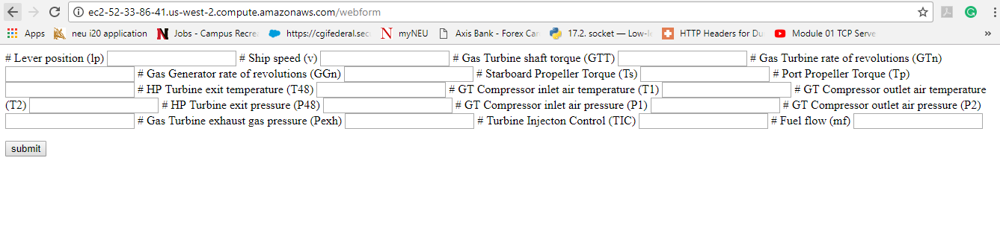 ec2-52-33-86-41.us-west-2.compute.amazonaws.com/webform
Apps neu i20 application Jobs - Campus Recre https://cgifederal.sec myNEU Axis Bank - Forex Car 17.2. socket — Low-le HTTP Headers for Du Module 01 TCP Serve »
# Lever position (lp) # Ship speed (v) # Gas Turbine shaft torque (GTT) # Gas Turbine rate of revolutions (GTn)
# Gas Generator rate of revolutions (GGn) # Starboard Propeller Torque (Ts) # Port Propeller Torque (Tp)
# HP Turbine exit temperature (T48) # GT Compressor inlet air temperature (T1) # GT Compressor outlet air temperature
(T2) # HP Turbine exit pressure (P48) # GT Compressor inlet air pressure (P1) # GT Compressor outlet air pressure (P2)
# Gas Turbine exhaust gas pressure (Pexh) # Turbine Injecton Control (TIC) # Fuel flow (mf)
submit